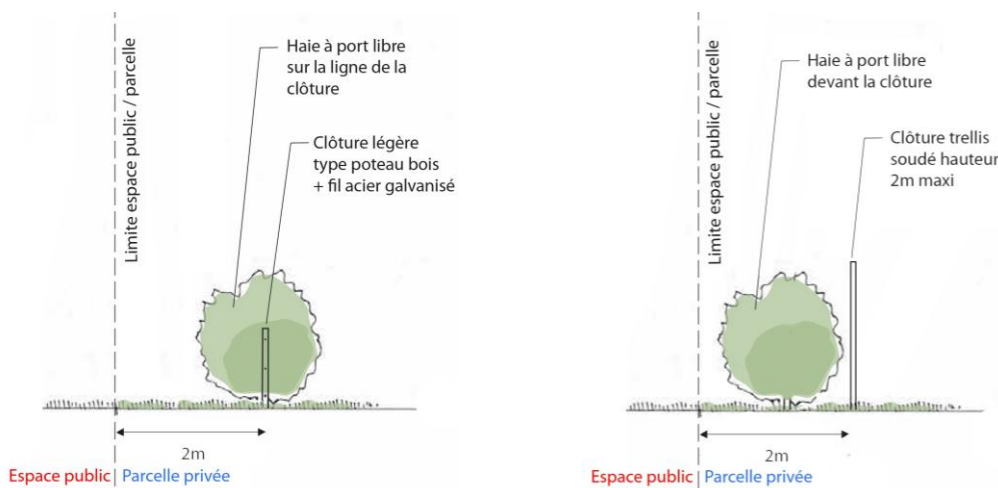 Limite espace public / parcelle
Haie à port libre
sur la ligne de la
clôture
Clôture légère
type poteau bois
+ fil acier galvanisé
2m
Espace public | Parcelle privée
Limite espace public / parcelle
Haie à port libre
devant la clôture
Clôture trellis
soudé hauteur
2m maxi
2m
Espace public | Parcelle privée